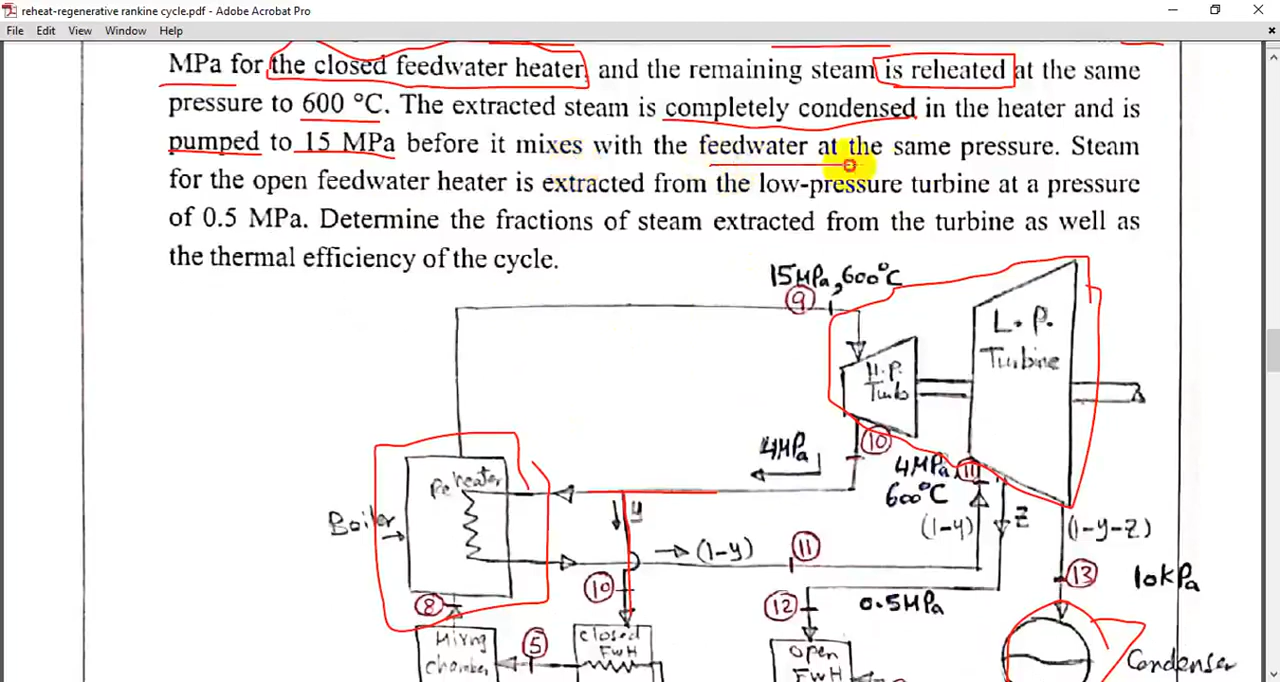 reheat-regenerative rankine cycle.pdf - Adobe Acrobat Pro
File Edit View Window Help
MPa for the closed feedwater heater, and the remaining steam is reheated at the same
pressure to 600 °C. The extracted steam is completely condensed in the heater and is
pumped to 15 MPa before it mixes with the feedwater at the same pressure. Steam
for the open feedwater heater is extracted from the low-pressure turbine at a pressure
of 0.5 MPa. Determine the fractions of steam extracted from the turbine as well as
the thermal efficiency of the cycle.
15MPa, 600°C
9
L.P.
Turbine
H.P.
Turb
10
4MPa
4MPa, 11
600°C
Reheater
Boiler
y
(1-y)
Z
(1-y-Z)
(1-y)
11
10
13
10kPa
8
12
0.5MPa
Mixing
chamber
5
closed
FWH
open
FWH
Condenser